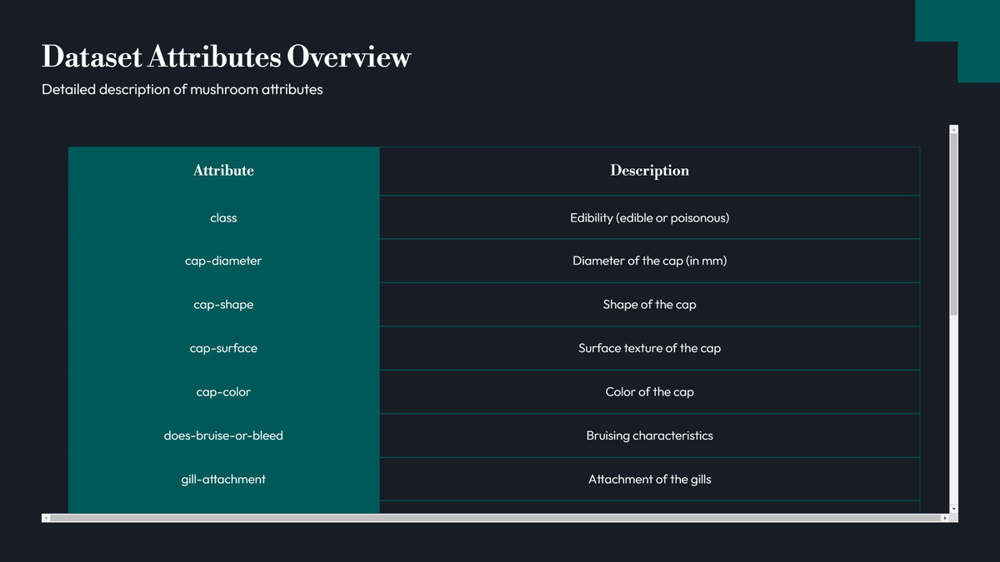 Dataset Attributes Overview
Detailed description of mushroom attributes
Attribute Description
class Edibility (edible or poisonous)
cap-diameter Diameter of the cap (in mm)
cap-shape Shape of the cap
cap-surface Surface texture of the cap
cap-color Color of the cap
does-bruise-or-bleed Bruising characteristics
gill-attachment Attachment of the gills